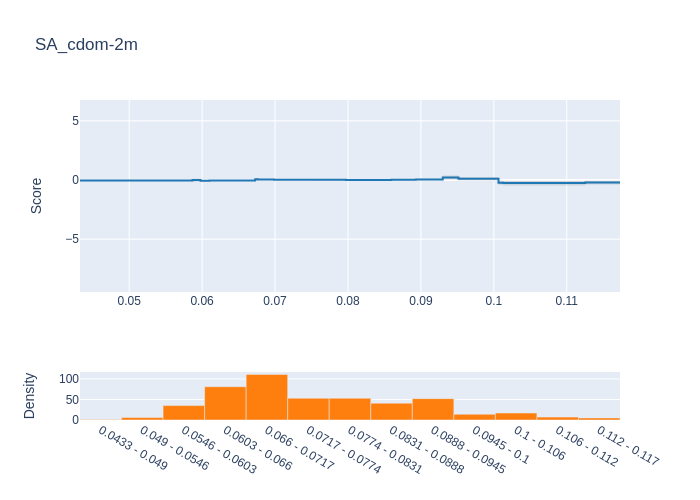 SA_cdom-2m
Score
5
0
−5
0.05 0.06 0.07 0.08 0.09 0.1 0.11
Density
100
50
0
0.0433 - 0.049
0.049 - 0.0546
0.0546 - 0.0603
0.0603 - 0.066
0.066 - 0.0717
0.0717 - 0.0774
0.0774 - 0.0831
0.0831 - 0.0888
0.0888 - 0.0945
0.0945 - 0.1
0.1 - 0.106
0.106 - 0.112
0.112 - 0.117